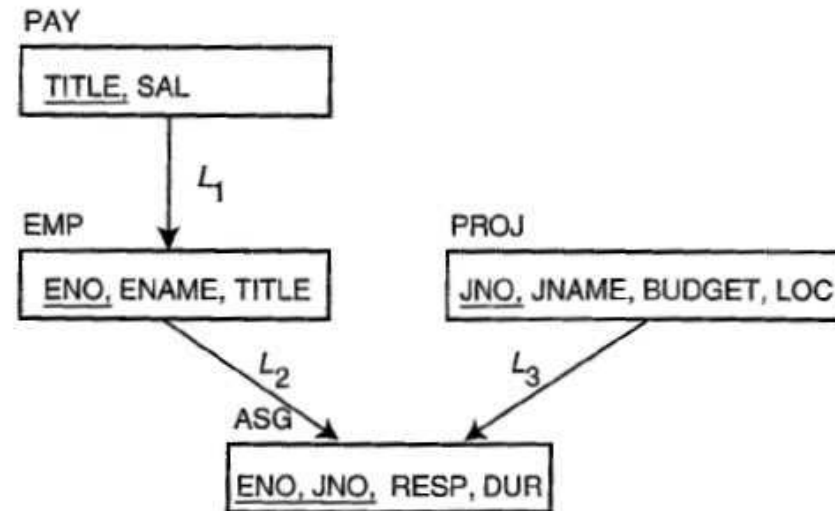 PAY
TITLE, SAL
L1
EMP
PROJ
ENO, ENAME, TITLE
JNO, JNAME, BUDGET, LOC
L2
L3
ASG
ENO, JNO, RESP, DUR